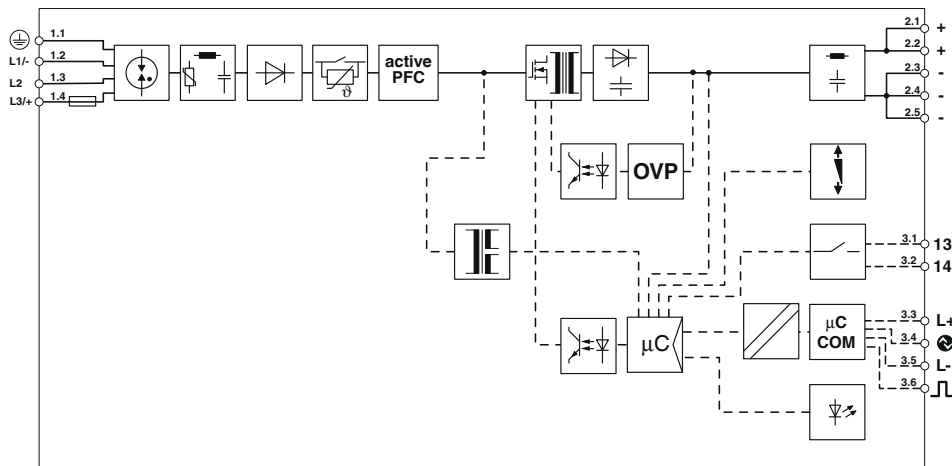 1.1
L1/- 1.2
L2 1.3
L3/+ 1.4
active
PFC
ϑ
2.1 +
2.2 +
2.3 -
2.4 -
2.5 -
OVP
3.1 13
3.2 14
µC
µC
COM
3.3 L+
3.4
3.5 L-
3.6